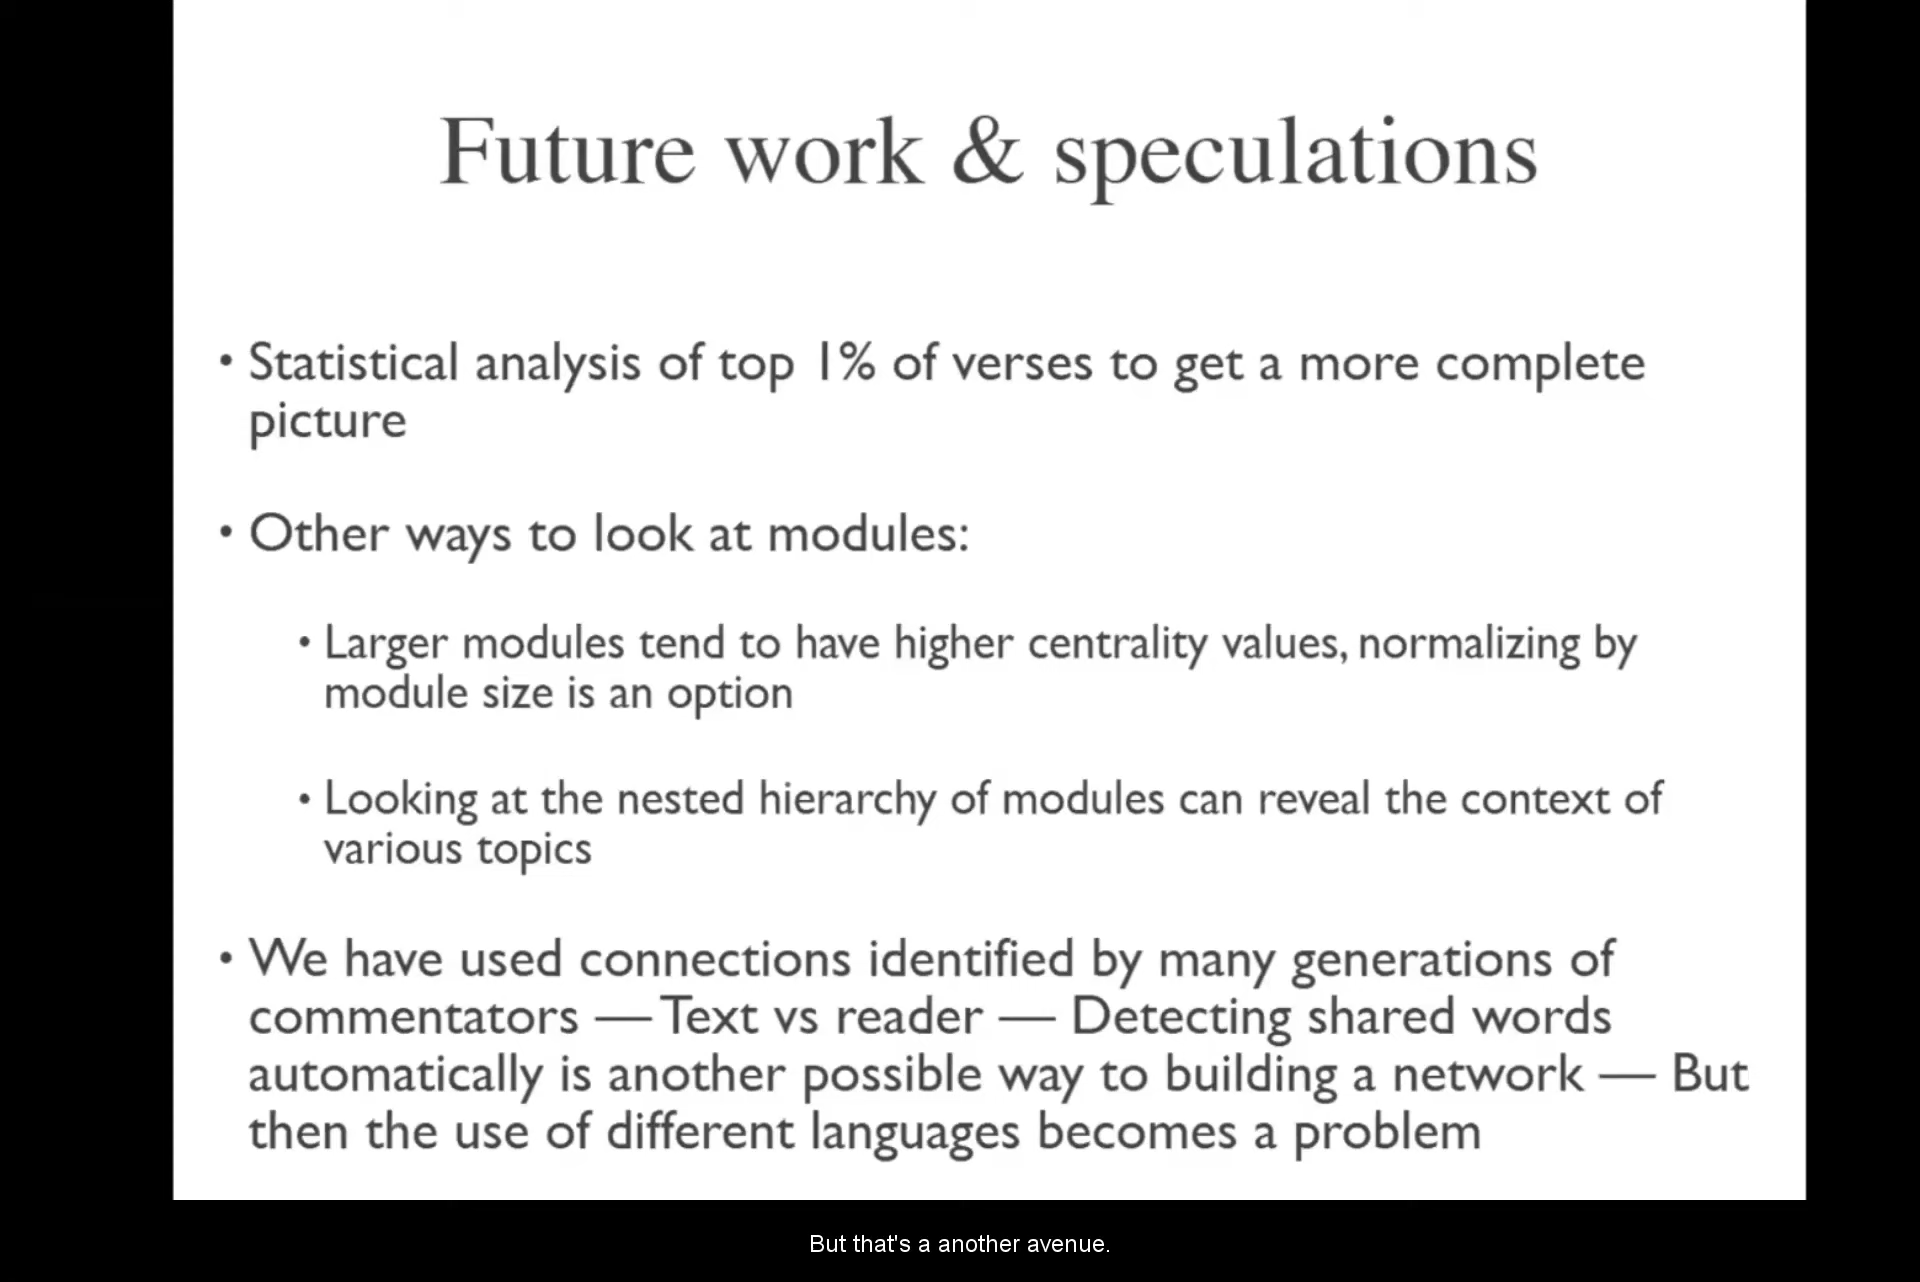 Future work & speculations
• Statistical analysis of top 1% of verses to get a more complete
picture
• Other ways to look at modules:
• Larger modules tend to have higher centrality values, normalizing by
module size is an option
• Looking at the nested hierarchy of modules can reveal the context of
various topics
• We have used connections identified by many generations of
commentators — Text vs reader — Detecting shared words
automatically is another possible way to building a network — But
then the use of different languages becomes a problem
But that's a another avenue.